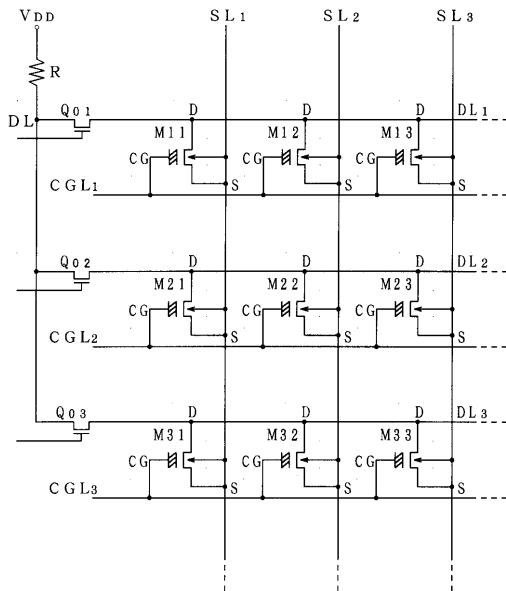 VDD SL1 SL2 SL3
R
Q01 D D D DL1
DL
M11 M12 M13
CG CG CG
CGL1 S S S
Q02 D D D DL2
M21 M22 M23
CG CG CG
CGL2 S S S
Q03 D D D DL3
M31 M32 M33
CG CG CG
CGL3 S S S